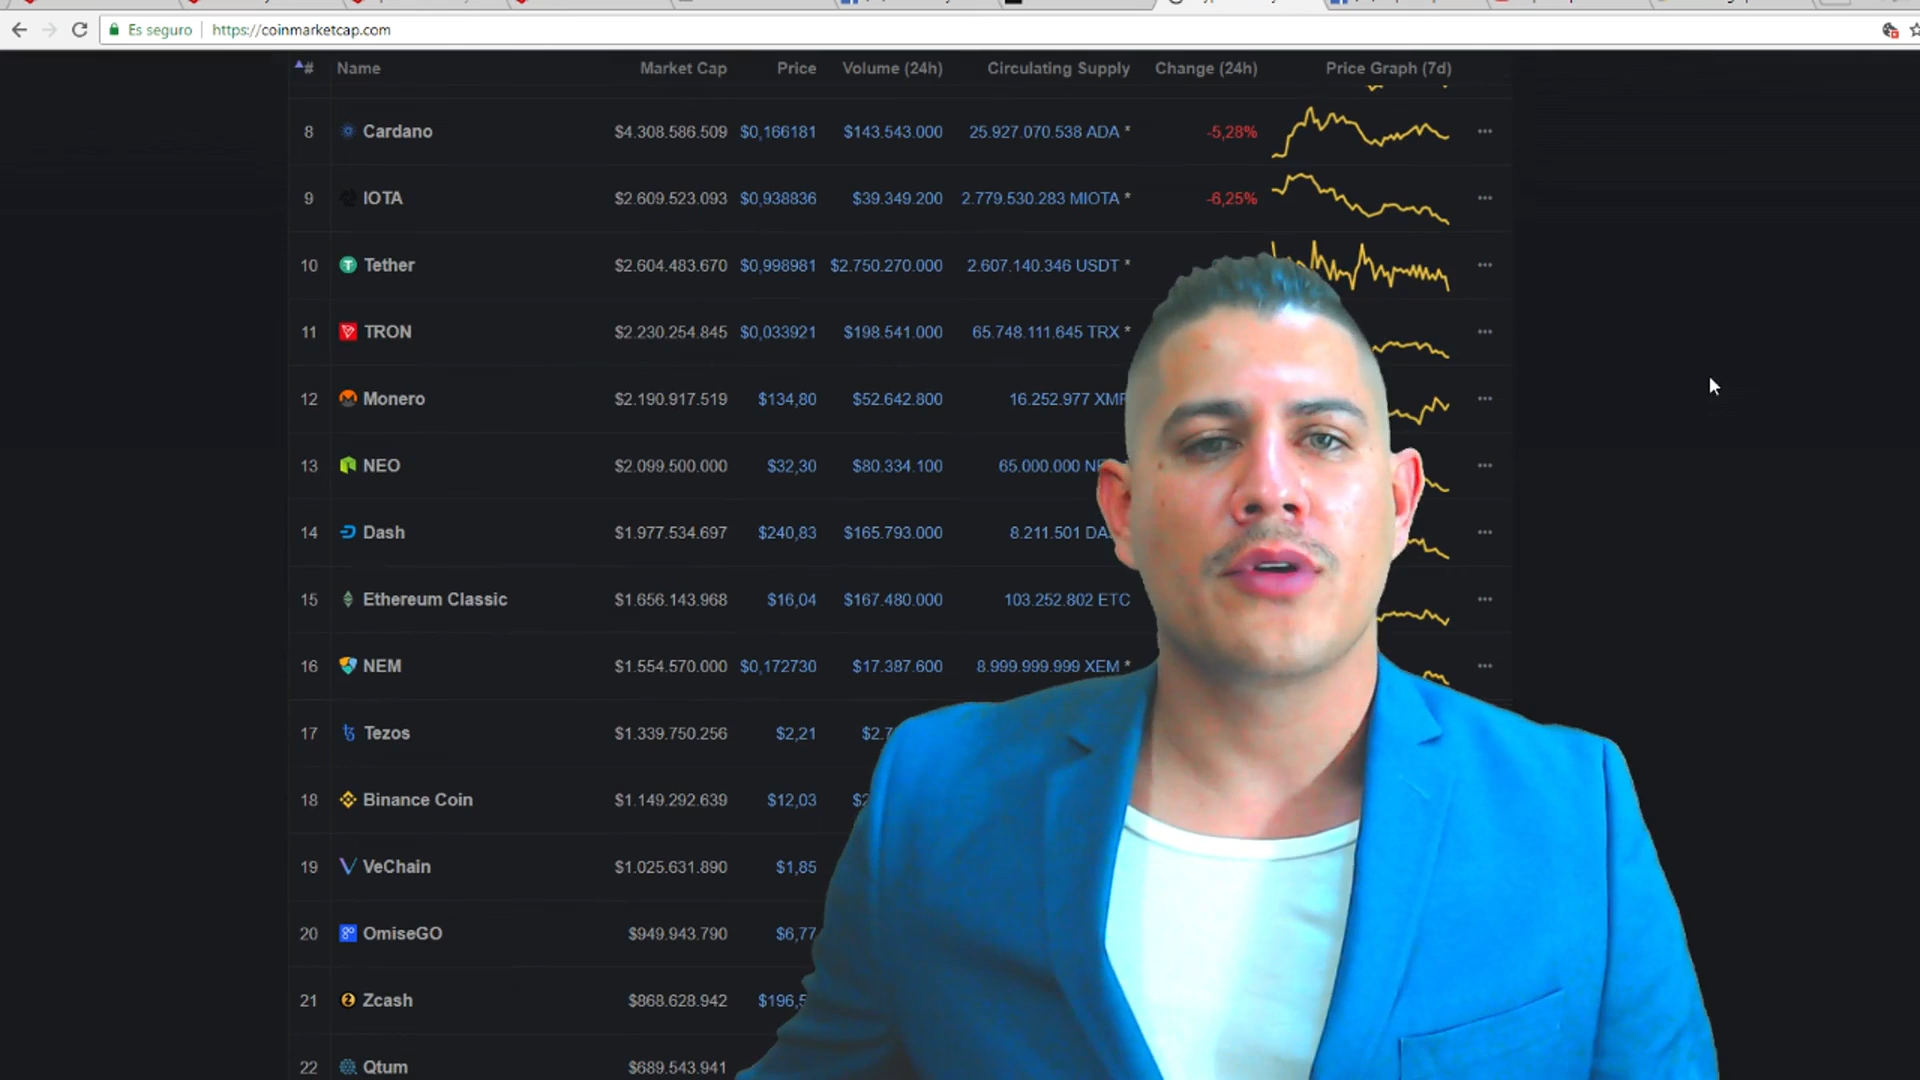 Es seguro https://coinmarketcap.com
# Name Market Cap Price Volume (24h) Circulating Supply Change (24h) Price Graph (7d)
8 Cardano $4.308.586.509 $0,166181 $143.543.000 25.927.070.538 ADA * -5,28%
9 IOTA $2.609.523.093 $0,938836 $39.349.200 2.779.530.283 MIOTA * -6,25%
10 Tether $2.604.483.670 $0,998981 $2.750.270.000 2.607.140.346 USDT *
11 TRON $2.230.254.845 $0,033921 $198.541.000 65.748.111.645 TRX *
12 Monero $2.190.917.519 $134,80 $52.642.800 16.252.977
13 NEO $2.099.500.000 $32,30 $80.334.100 65.000.000
14 Dash $1.977.534.697 $240,83 $165.793.000 8.211.501
15 Ethereum Classic $1.656.143.968 $16,04 $167.480.000 103.252.802 ETC
16 NEM $1.554.570.000 $0,172730 $17.387.600 8.999.999.999 XEM *
17 Tezos $1.339.750.256 $2,21
18 Binance Coin $1.149.292.639 $12,03
19 VeChain $1.025.631.890 $1,85
20 OmiseGO $949.943.790 $6,77
21 Zcash $868.628.942
22 Qtum $689.543.941